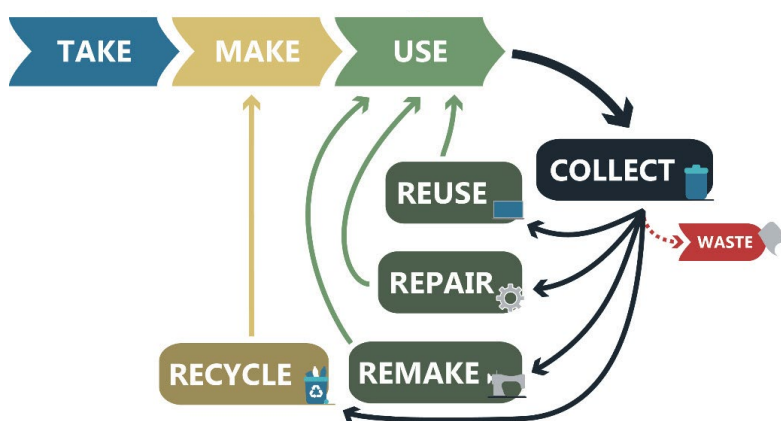 TAKE
MAKE
USE
COLLECT
REUSE
WASTE
REPAIR
RECYCLE
REMAKE